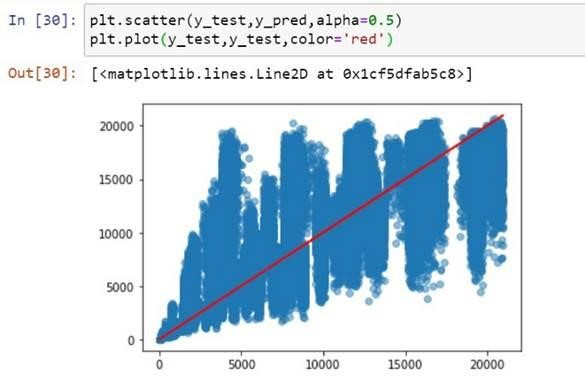 In [30]: plt.scatter(y_test,y_pred,alpha=0.5)
plt.plot(y_test,y_test,color='red')
Out[30]: [<matplotlib.lines.Line2D at 0x1cf5dfab5c8>]
20000
15000
10000
5000
0
0 5000 10000 15000 20000